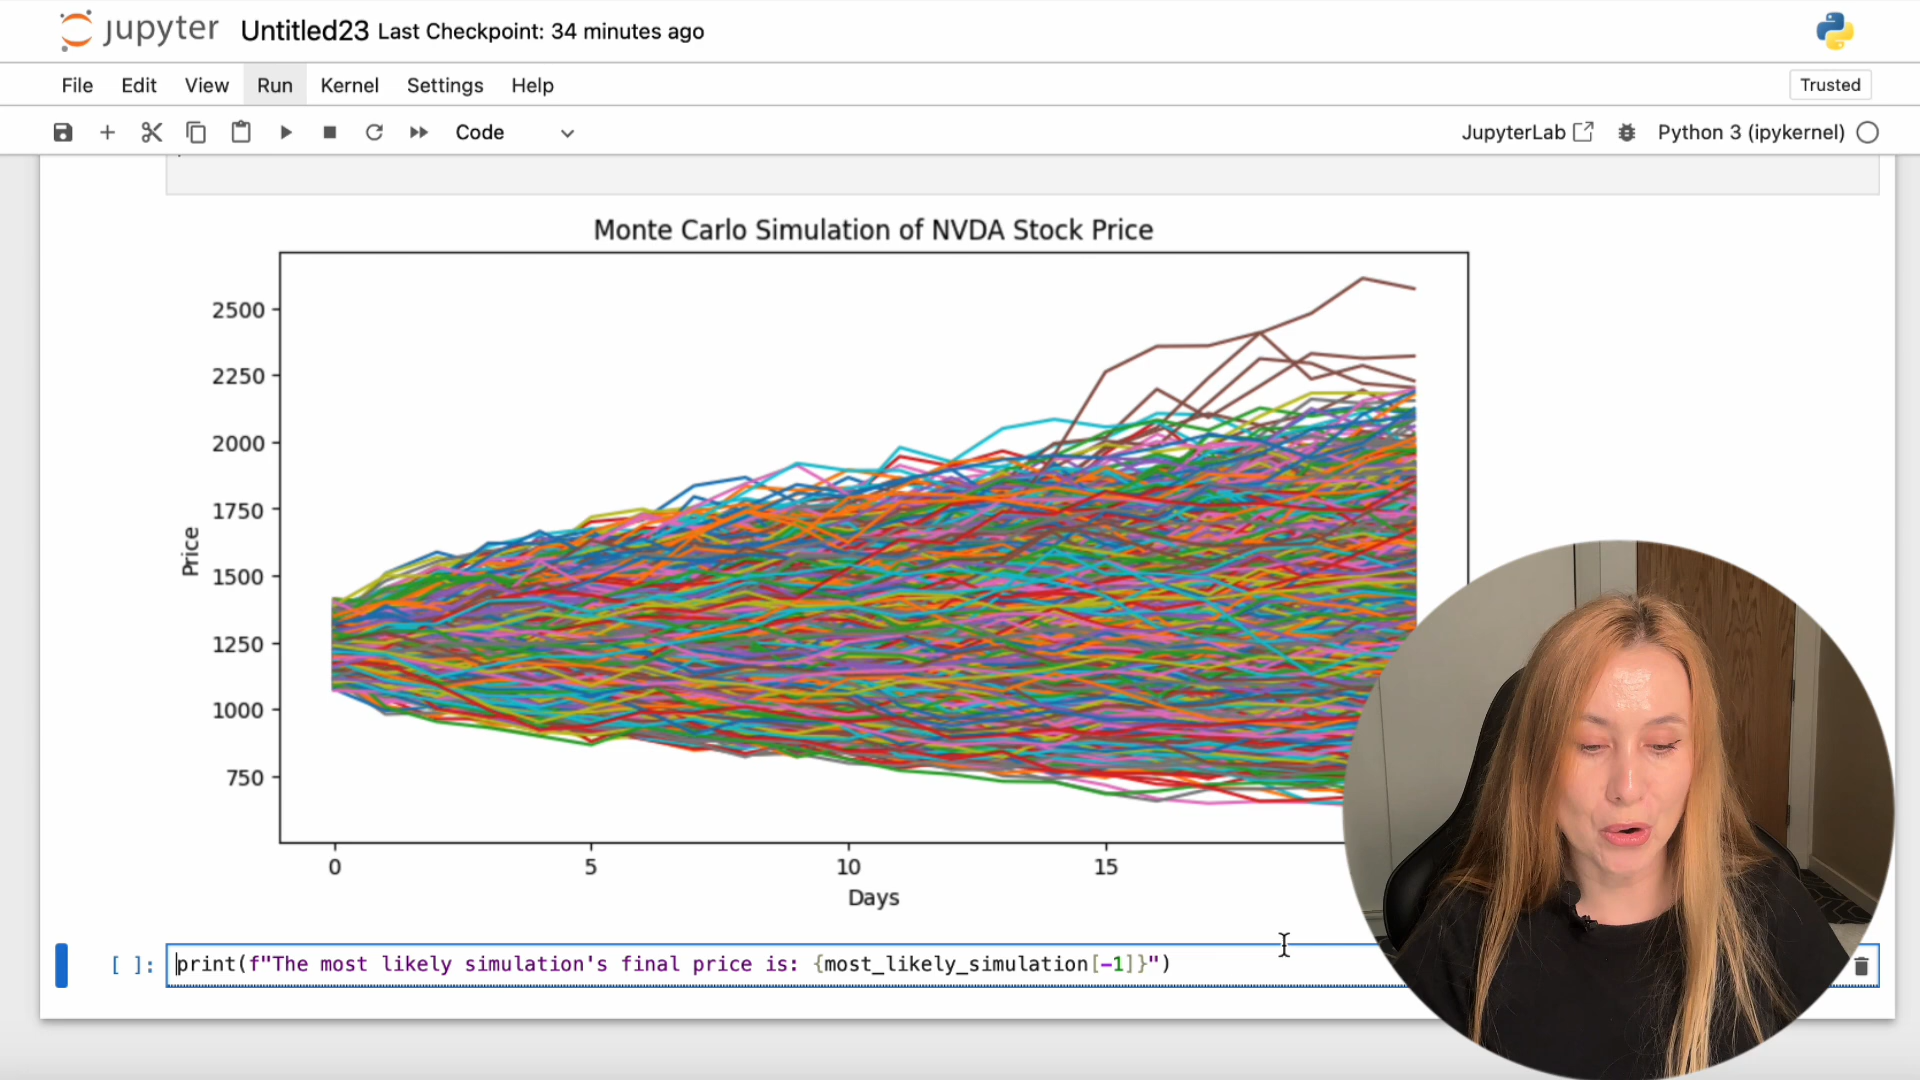 jupyter Untitled23 Last Checkpoint: 34 minutes ago
File Edit View Run Kernel Settings Help Trusted
Code JupyterLab Python 3 (ipykernel)
Monte Carlo Simulation of NVDA Stock Price
2500
2250
2000
1750
1500
1250
1000
750
Price
0 5 10 15
Days
[ ]: print(f"The most likely simulation's final price is: {most_likely_simulation[-1]}")